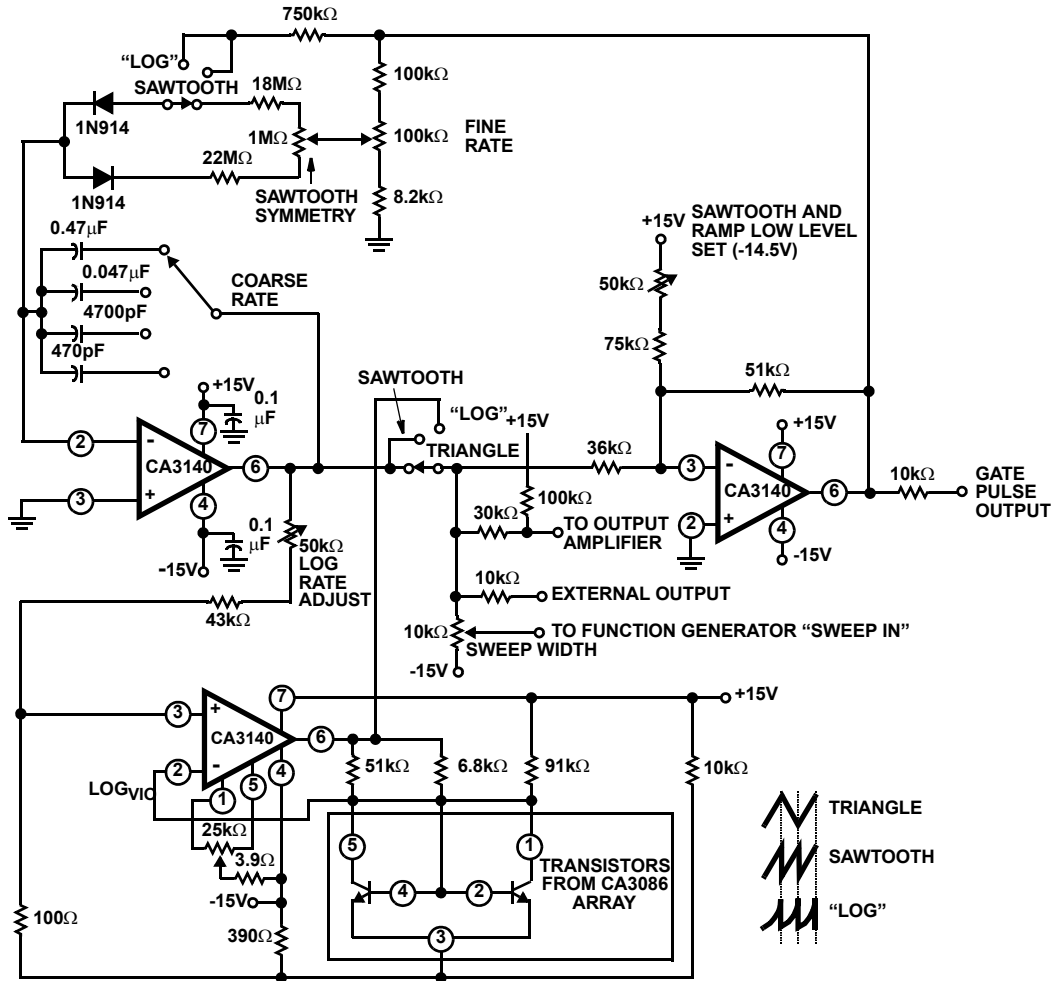 750kΩ
“LOG”
SAWTOOTH
18MΩ
100kΩ
1N914
1MΩ
100kΩ
FINE
RATE
22MΩ
1N914
SAWTOOTH
SYMMETRY
8.2kΩ
0.47μF
0.047μF
4700pF
470pF
COARSE
RATE
+15V
SAWTOOTH AND
RAMP LOW LEVEL
SET (-14.5V)
50kΩ
75kΩ
51kΩ
+15V
0.1
μF
7
2
-
CA3140
6
3
+
4
0.1
μF
-15V
SAWTOOTH
“LOG”
TRIANGLE
+15V
36kΩ
100kΩ
30kΩ
TO OUTPUT
AMPLIFIER
3
-
+15V
7
CA3140
6
2
+
4
-15V
10kΩ
GATE
PULSE
OUTPUT
50kΩ
LOG
RATE
ADJUST
43kΩ
10kΩ
EXTERNAL OUTPUT
10kΩ
TO FUNCTION GENERATOR “SWEEP IN”
SWEEP WIDTH
-15V
7
+15V
3
+
CA3140
6
2
-
4
5
1
LOGVIO
51kΩ
6.8kΩ
91kΩ
10kΩ
25kΩ
3.9Ω
-15V
100Ω
390Ω
5
1
4
2
3
TRANSISTORS
FROM CA3086
ARRAY
TRIANGLE
SAWTOOTH
“LOG”